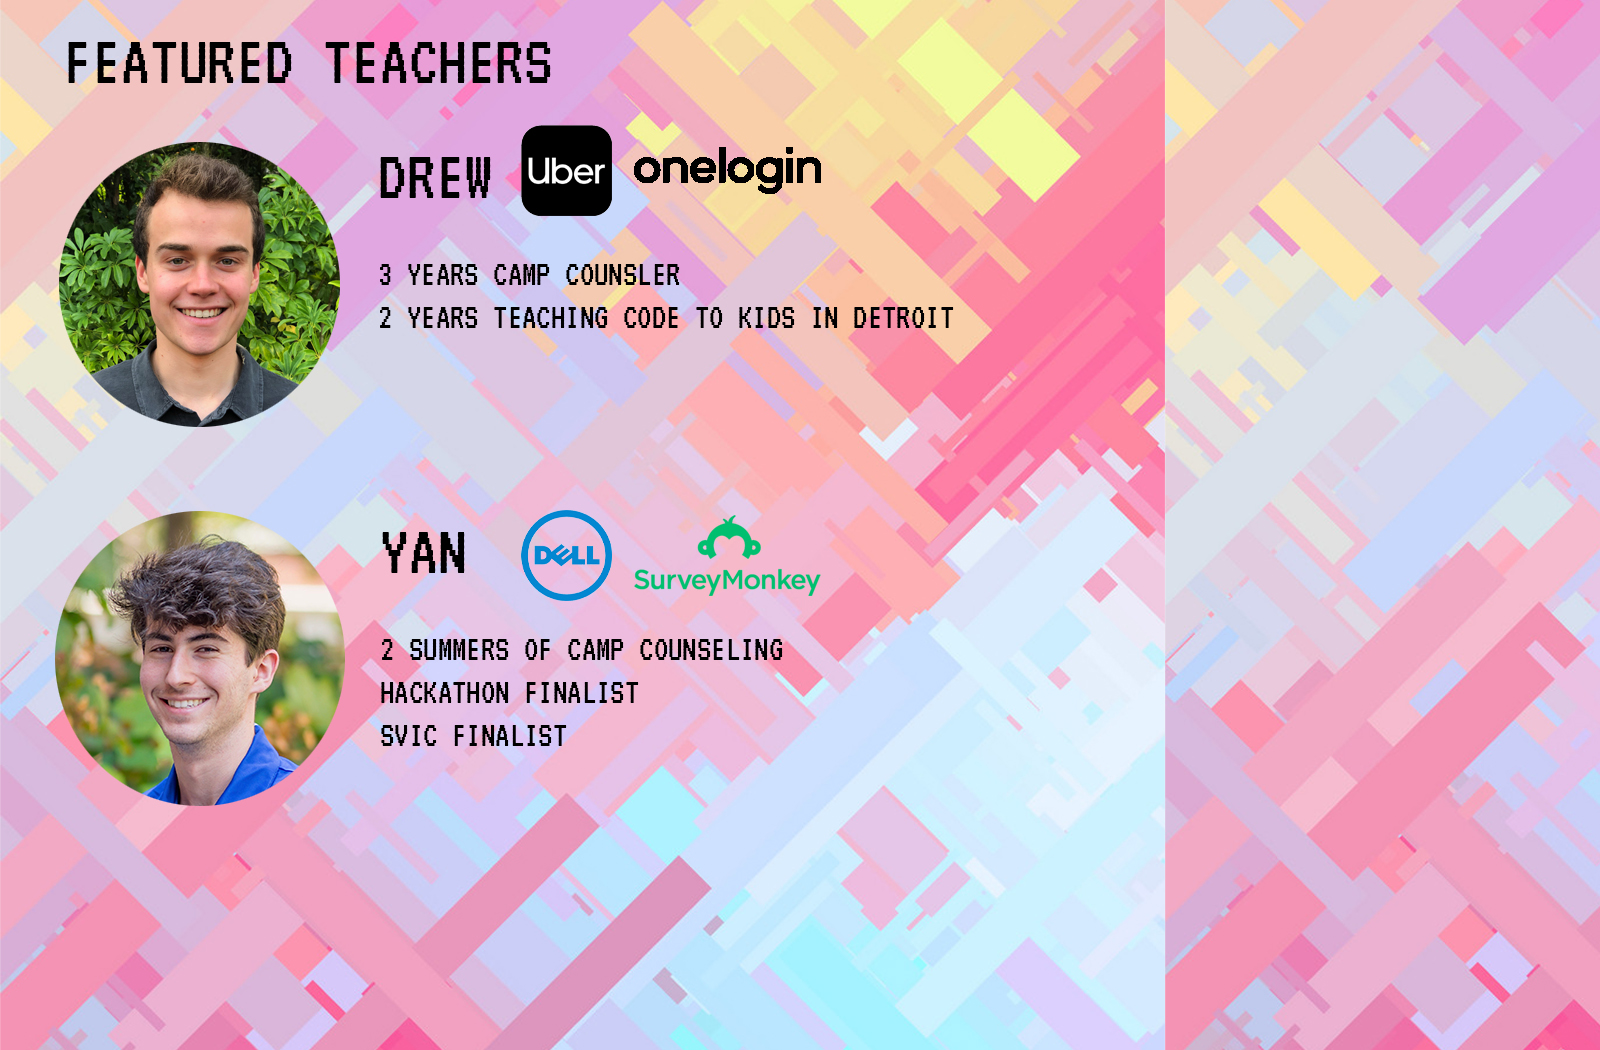 FEATURED TEACHERS
DREW Uber onelogin
3 YEARS CAMP COUNSLER
2 YEARS TEACHING CODE TO KIDS IN DETROIT
YAN DELL SurveyMonkey
2 SUMMERS OF CAMP COUNSELING
HACKATHON FINALIST
SVIC FINALIST